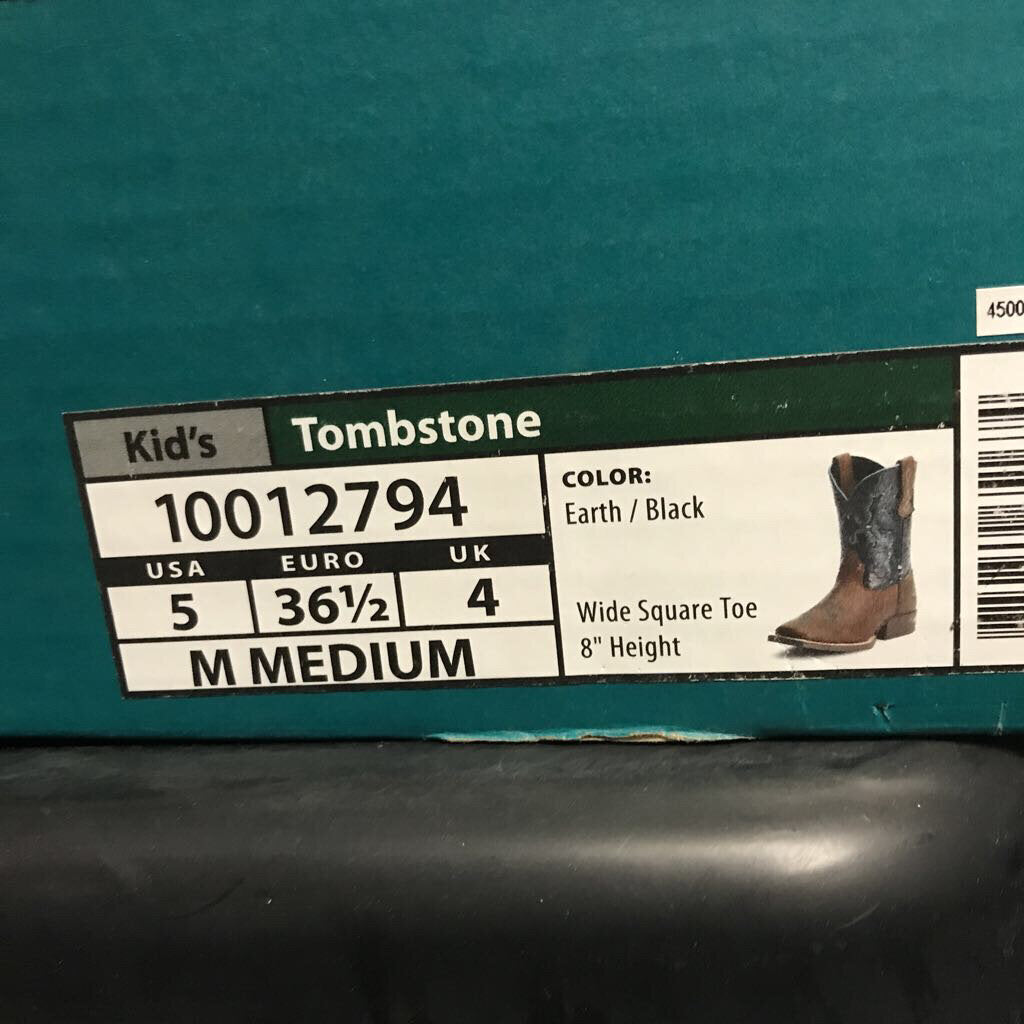 4500
Kid's Tombstone
10012794
COLOR:
Earth / Black
USA EURO UK
5 36½ 4
Wide Square Toe
8" Height
M MEDIUM